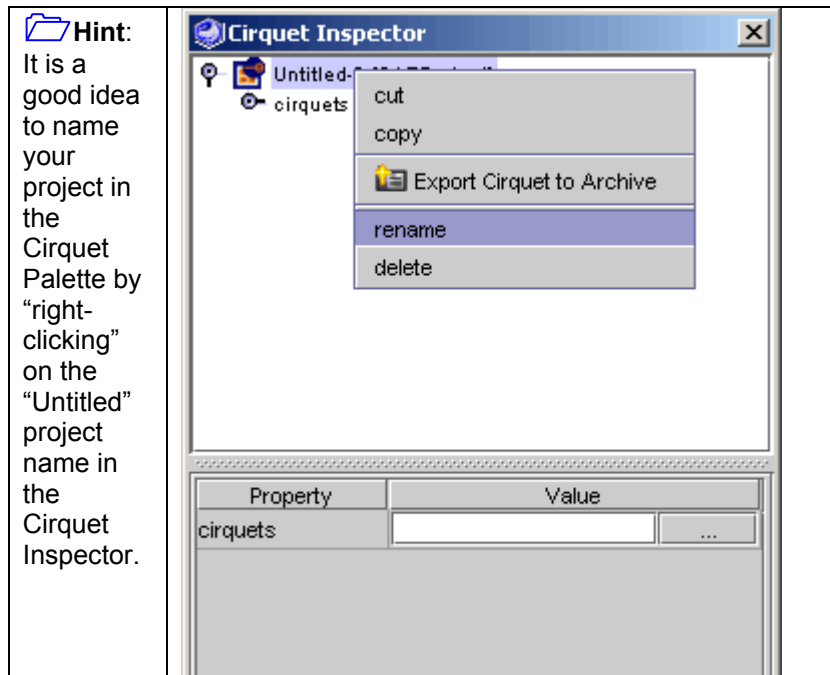 Hint:
It is a
good idea
to name
your
project in
the
Cirquet
Palette by
“right-
clicking”
on the
“Untitled”
project
name in
the
Cirquet
Inspector.
Cirquet Inspector
cirquets
cut
copy
Export Cirquet to Archive
rename
delete
Property Value
cirquets ...